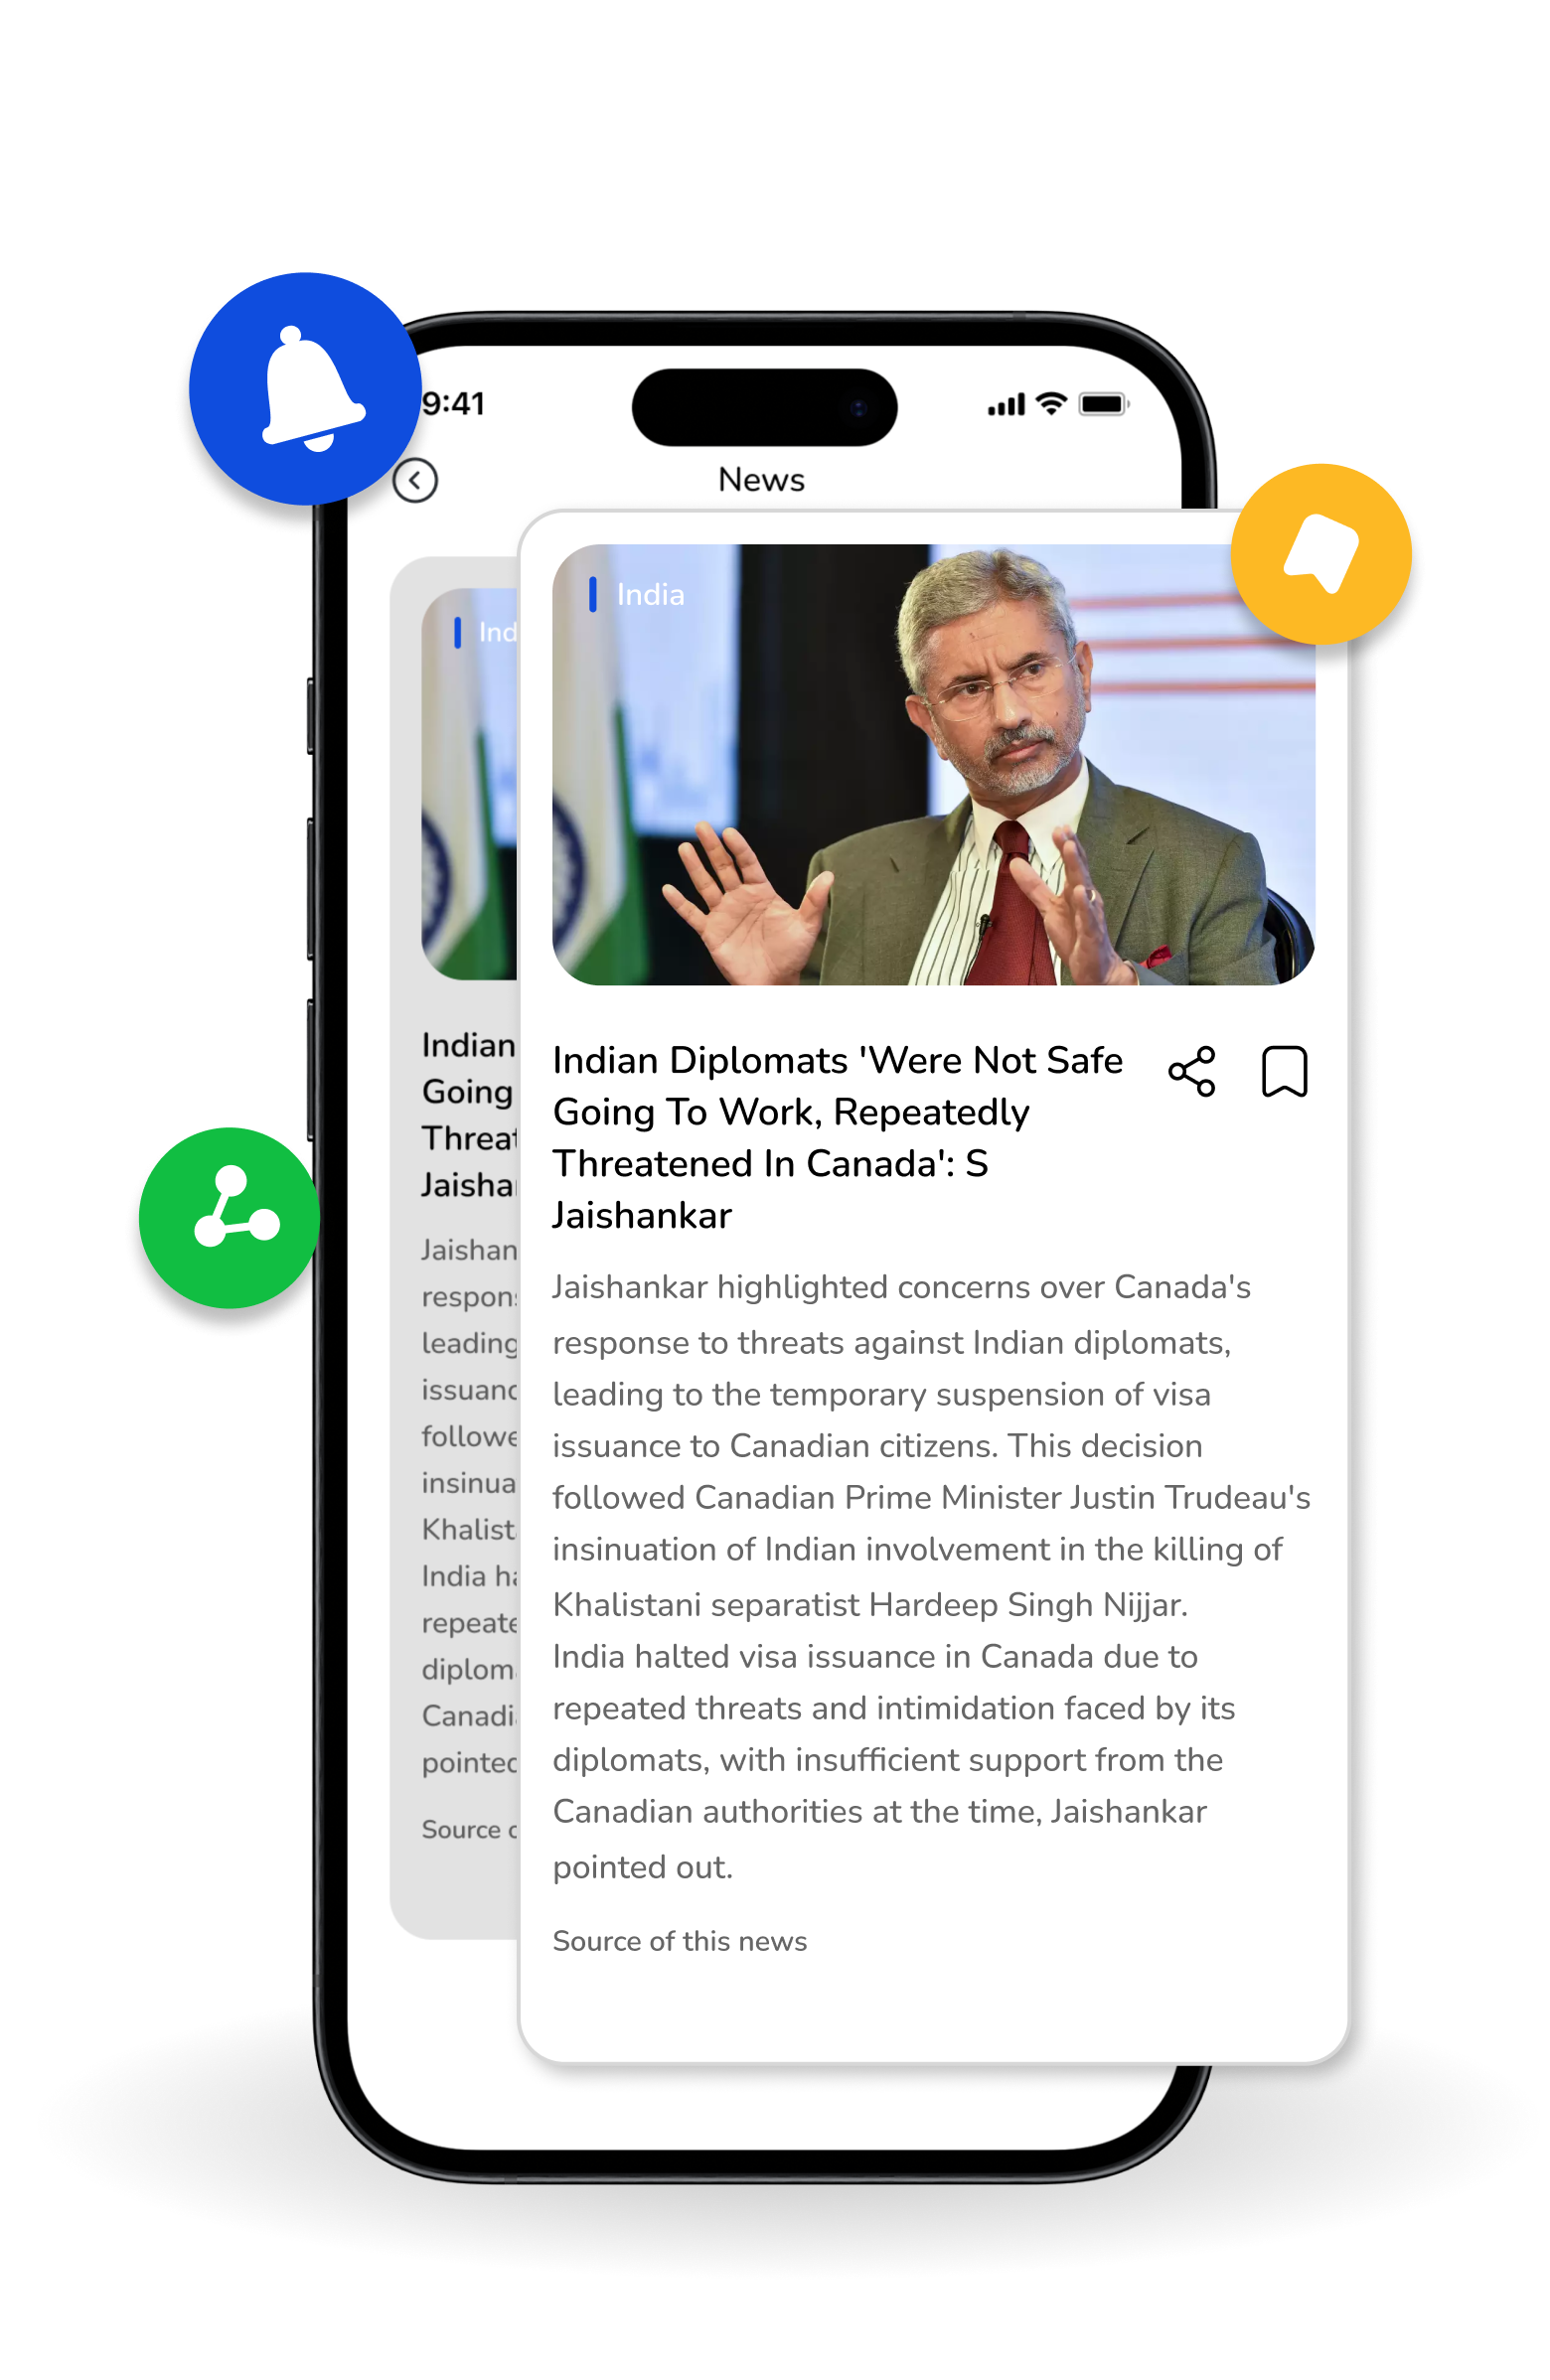 9:41
News
India
Indian Diplomats 'Were Not Safe
Going To Work, Repeatedly
Threatened In Canada': S
Jaishankar
Jaishankar highlighted concerns over Canada's
response to threats against Indian diplomats,
leading to the temporary suspension of visa
issuance to Canadian citizens. This decision
followed Canadian Prime Minister Justin Trudeau's
insinuation of Indian involvement in the killing of
Khalistani separatist Hardeep Singh Nijjar.
India halted visa issuance in Canada due to
repeated threats and intimidation faced by its
diplomats, with insufficient support from the
Canadian authorities at the time, Jaishankar
pointed out.
Source of this news
Ind
Indian
Going
Threat
Jaishan
Jaishan
respons
leading
issuanc
followe
insinua
Khalist
India ha
repeate
diploma
Canadi
pointed
Source o